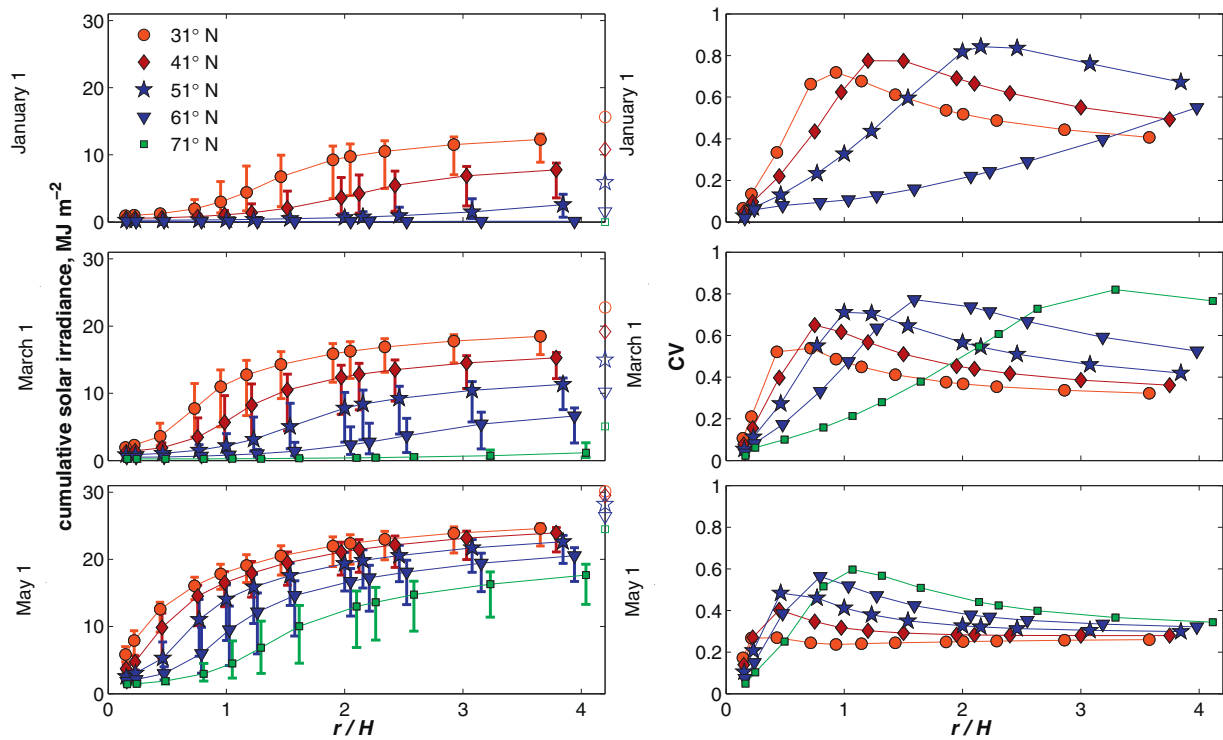 cumulative solar irradiance, MJ m⁻²
January 1
30
20
10
0
31° N
41° N
51° N
61° N
71° N
January 1
1
0.8
0.6
0.4
0.2
0
March 1
30
20
10
0
CV
March 1
1
0.8
0.6
0.4
0.2
0
May 1
30
20
10
0
0 1 2 3 4
r / H
May 1
1
0.8
0.6
0.4
0.2
0
0 1 2 3 4
r / H